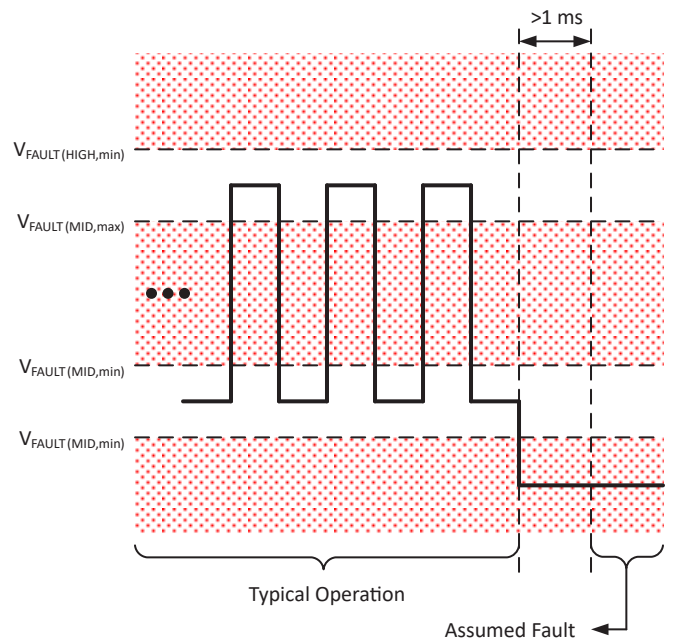 >1 ms
VFAULT(HIGH,min)
VFAULT(MID,max)
VFAULT(MID,min)
VFAULT(MID,min)
Typical Operation
Assumed Fault